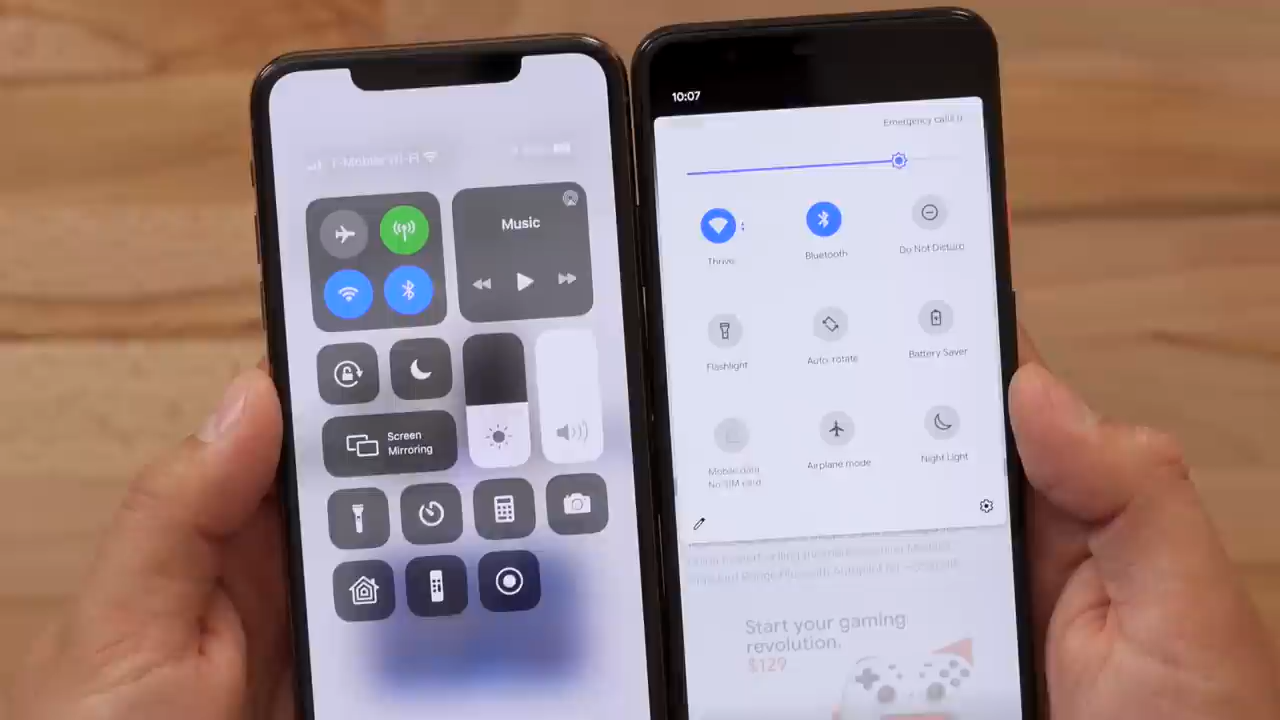 T-Mobile Wi-Fi
Music
Screen
Mirroring
10:07
Emergency calls
Thrive
Bluetooth
Do Not Disturb
Flashlight
Auto-rotate
Battery Saver
Mobile data
No SIM card
Airplane mode
Night Light
Start your gaming
revolution.
$129